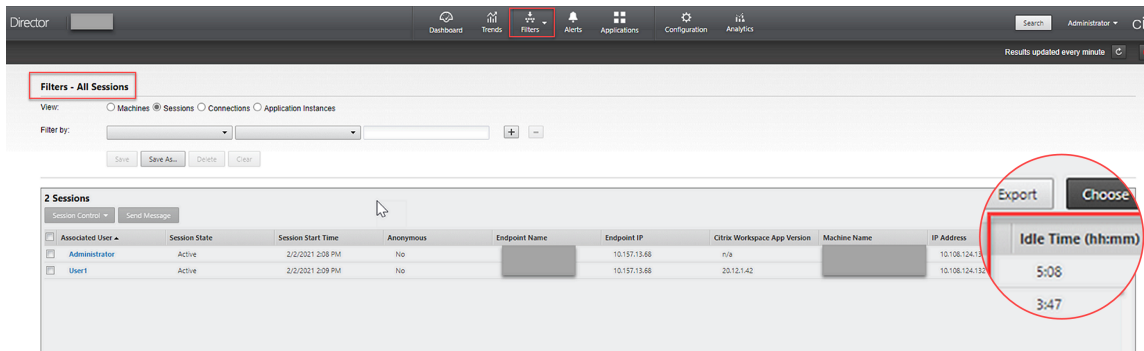 Director
Dashboard Trends Filters Alerts Applications Configuration Analytics
Search Administrator
Results updated every minute
Filters - All Sessions
View: Machines Sessions Connections Application Instances
Filter by:
+ −
Save Save As... Delete Clear
Export Choose
2 Sessions
Session Control Send Message
Associated User Session State Session Start Time Anonymous Endpoint Name Endpoint IP Citrix Workspace App Version Machine Name IP Address Idle Time (hh:mm)
Administrator Active 2/2/2021 2:08 PM No 10.157.13.68 n/a 5:08
User1 Active 2/2/2021 2:09 PM No 10.157.13.68 20.12.1.42 3:47